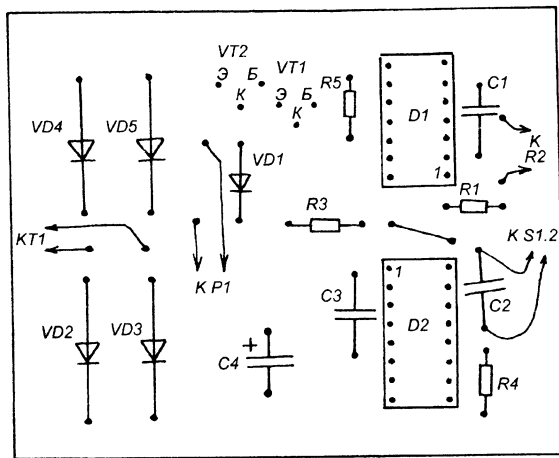 VT2
Э
Б
К
VT1
Э
Б
К
R5
D1
1
C1
К
R2
VD4
VD5
VD1
R1
R3
KT1
К P1
К S1.2
VD2
VD3
C4
+
C3
1
D2
C2
R4